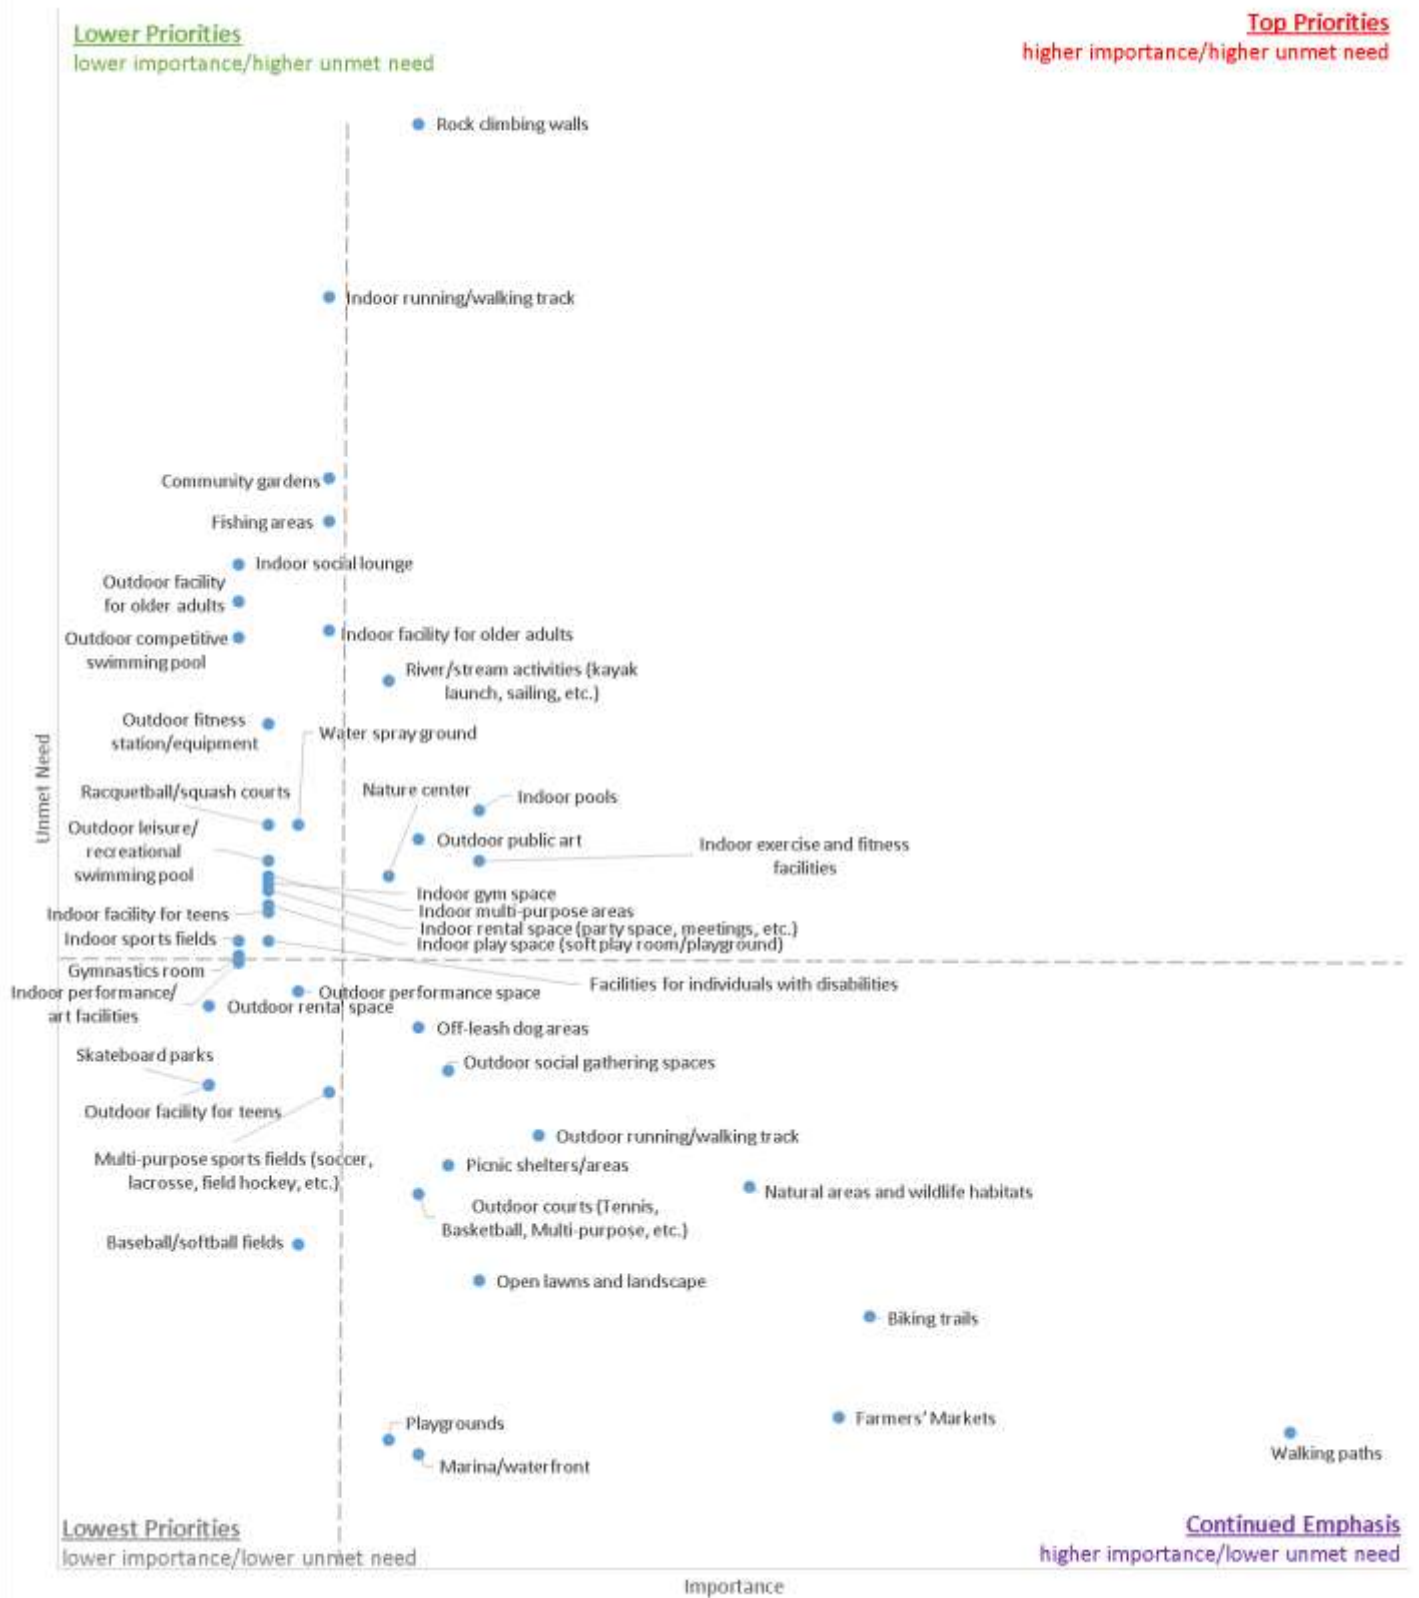 Lower Priorities
lower importance/higher unmet need
Top Priorities
higher importance/higher unmet need
Rock climbing walls
Indoor running/walking track
Community gardens
Fishing areas
Indoor social lounge
Outdoor facility
for older adults
Outdoor competitive
swimming pool
Indoor facility for older adults
River/stream activities (kayak
launch, sailing, etc.)
Outdoor fitness
station/equipment
Water spray ground
Unmet Need
Racquetball/squash courts
Nature center
Indoor pools
Outdoor leisure/
recreational
swimming pool
Outdoor public art
Indoor exercise and fitness
facilities
Indoor gym space
Indoor multi-purpose areas
Indoor facility for teens
Indoor rental space (party space, meetings, etc.)
Indoor sports fields
Indoor play space (soft play room/playground)
Gymnastics room
Facilities for individuals with disabilities
Indoor performance/
art facilities
Outdoor performance space
Outdoor rental space
Off-leash dog areas
Skateboard parks
Outdoor social gathering spaces
Outdoor facility for teens
Outdoor running/walking track
Multi-purpose sports fields (soccer,
lacrosse, field hockey, etc.)
Picnic shelters/areas
Natural areas and wildlife habitats
Outdoor courts (Tennis,
Basketball, Multi-purpose, etc.)
Baseball/softball fields
Open lawns and landscape
Biking trails
Playgrounds
Farmers' Markets
Walking paths
Marina/waterfront
Lowest Priorities
lower importance/lower unmet need
Continued Emphasis
higher importance/lower unmet need
Importance